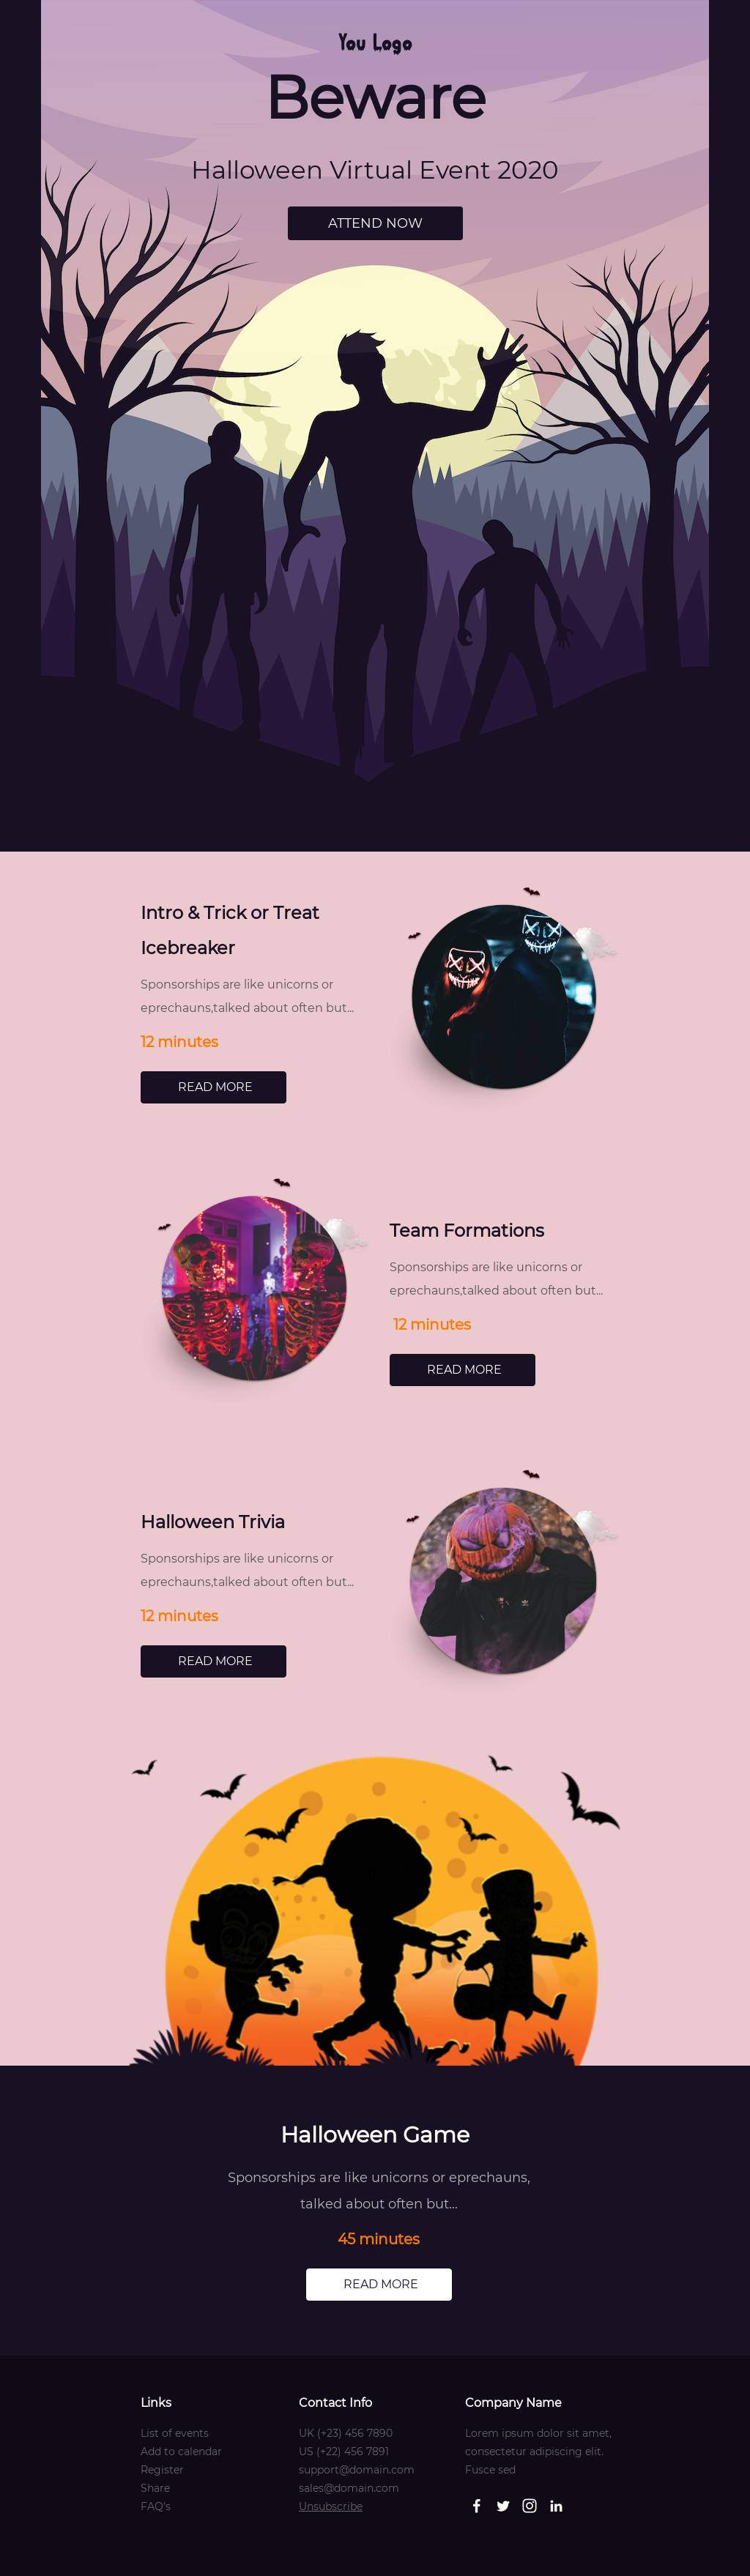 You Logo
Beware
Halloween Virtual Event 2020
ATTEND NOW
Intro & Trick or Treat
Icebreaker
Sponsorships are like unicorns or
eprechauns,talked about often but...
12 minutes
READ MORE
Team Formations
Sponsorships are like unicorns or
eprechauns,talked about often but...
12 minutes
READ MORE
Halloween Trivia
Sponsorships are like unicorns or
eprechauns,talked about often but...
12 minutes
READ MORE
Halloween Game
Sponsorships are like unicorns or eprechauns,
talked about often but...
45 minutes
READ MORE
Links
List of events
Add to calendar
Register
Share
FAQ's
Contact Info
UK (+23) 456 7890
US (+22) 456 7891
support@domain.com
sales@domain.com
Unsubscribe
Company Name
Lorem ipsum dolor sit amet,
consectetur adipiscing elit.
Fusce sed